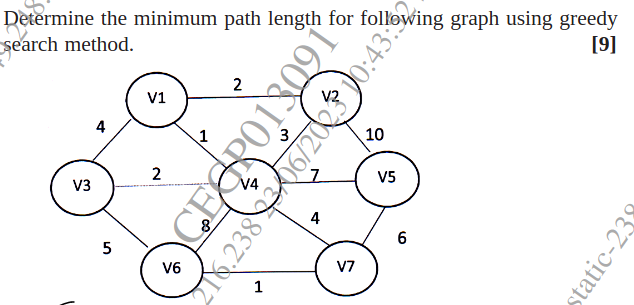 Determine the minimum path length for following graph using greedy
search method. [9]
2
V1
V2
4
1
3
10
2
7
V3
V4
V5
8
4
5
6
V6
V7
1
CEGP013091
216.238 23/06/2023 10:43:52
static-238